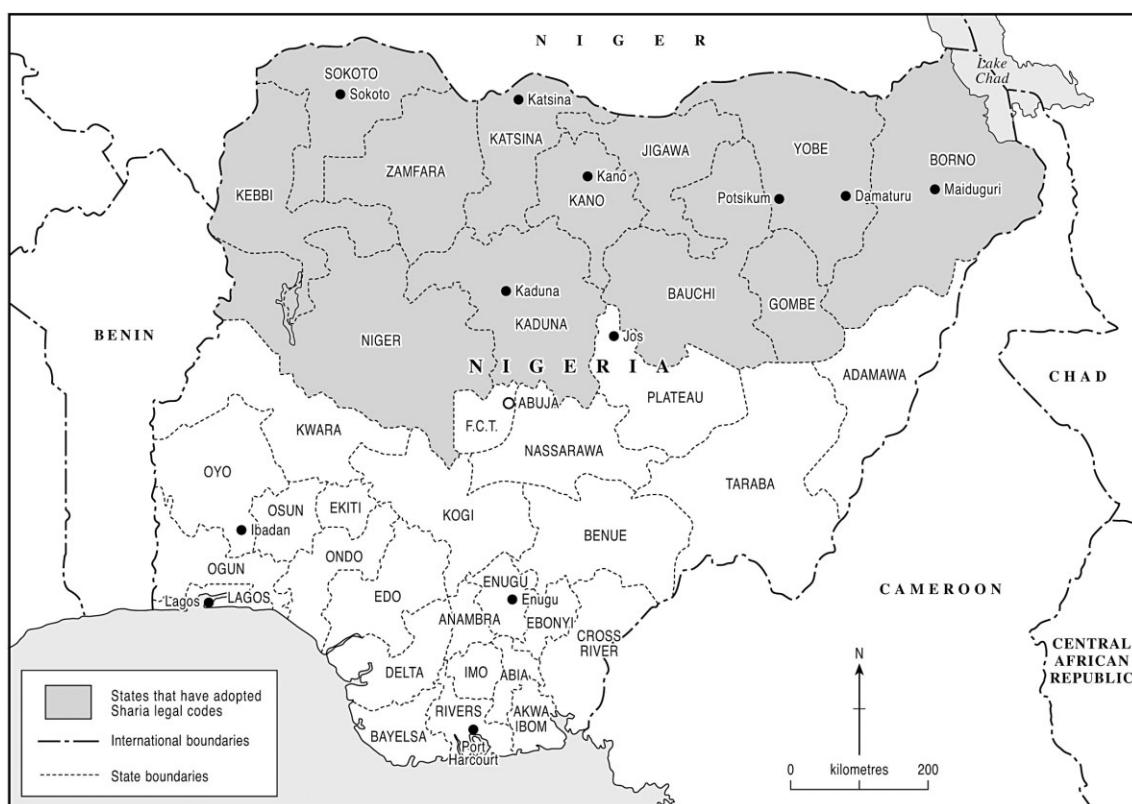 NIGER
Lake
Chad
SOKOTO
Sokoto
Katsina
KATSINA
JIGAWA
YOBE
BORNO
ZAMFARA
Kano
KANO
KEBBI
Potsikum
Damaturu
Maiduguri
Kaduna
KADUNA
BAUCHI
GOMBE
BENIN
NIGER
Jos
NIGERIA
ADAMAWA
CHAD
ABUJA
PLATEAU
F.C.T.
KWARA
NASSARAWA
OYO
TARABA
OSUN
EKITI
KOGI
Ibadan
BENUE
ONDO
OGUN
ENUGU
CAMEROON
Lagos
LAGOS
EDO
Enugu
ANAMBRA
EBONYI
CROSS
RIVER
CENTRAL
AFRICAN
REPUBLIC
N
DELTA
IMO
ABIA
RIVERS
AKWA
IBOM
BAYELSA
Port
Harcourt
States that have adopted
Sharia legal codes
International boundaries
State boundaries
0 kilometres 200